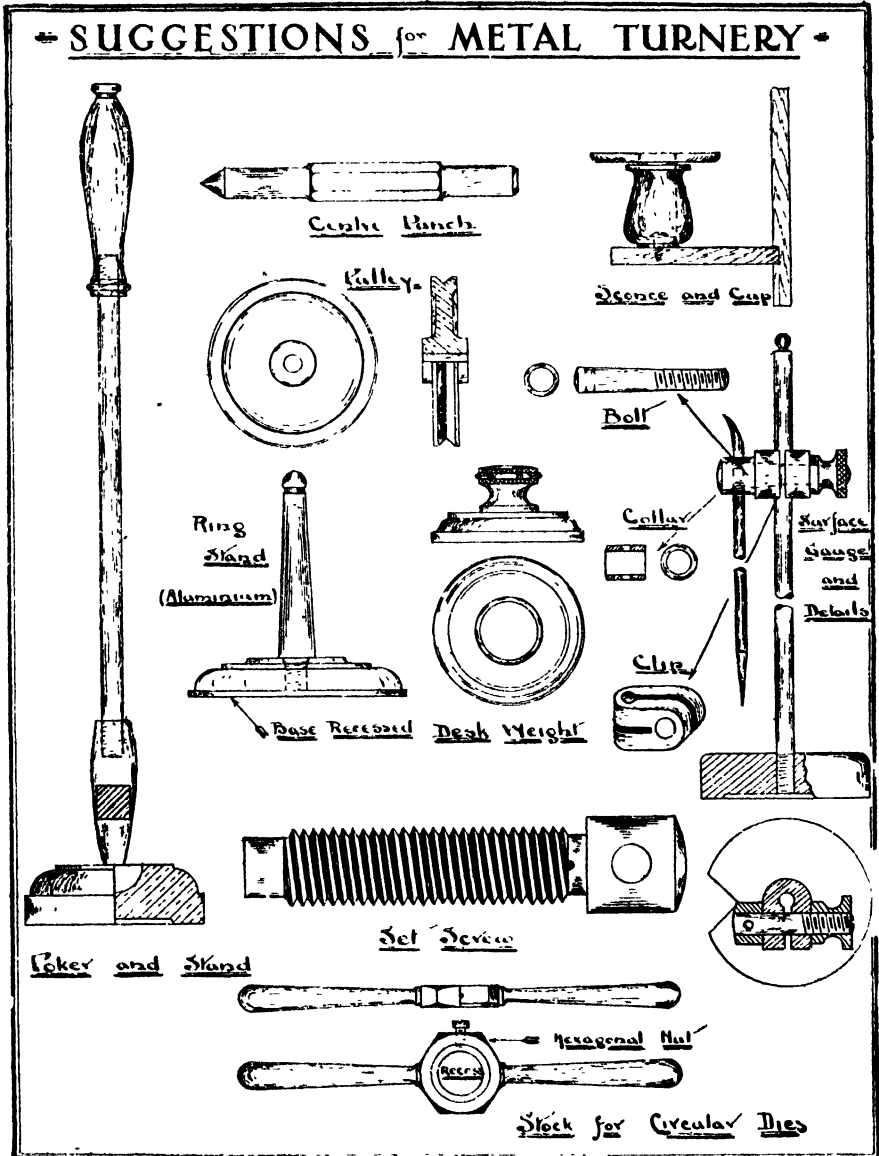 SUGGESTIONS for METAL TURNERY
Centre Punch
Sconce and Cup
Pulley.
Bolt
Ring
Stand
(Aluminium)
Collar
Surface
Gauge
and
Details
Clip
Base Recessed
Desk Weight
Set Screw
Poker and Stand
Hexagonal Nut
Recess
Stock for Circular Dies